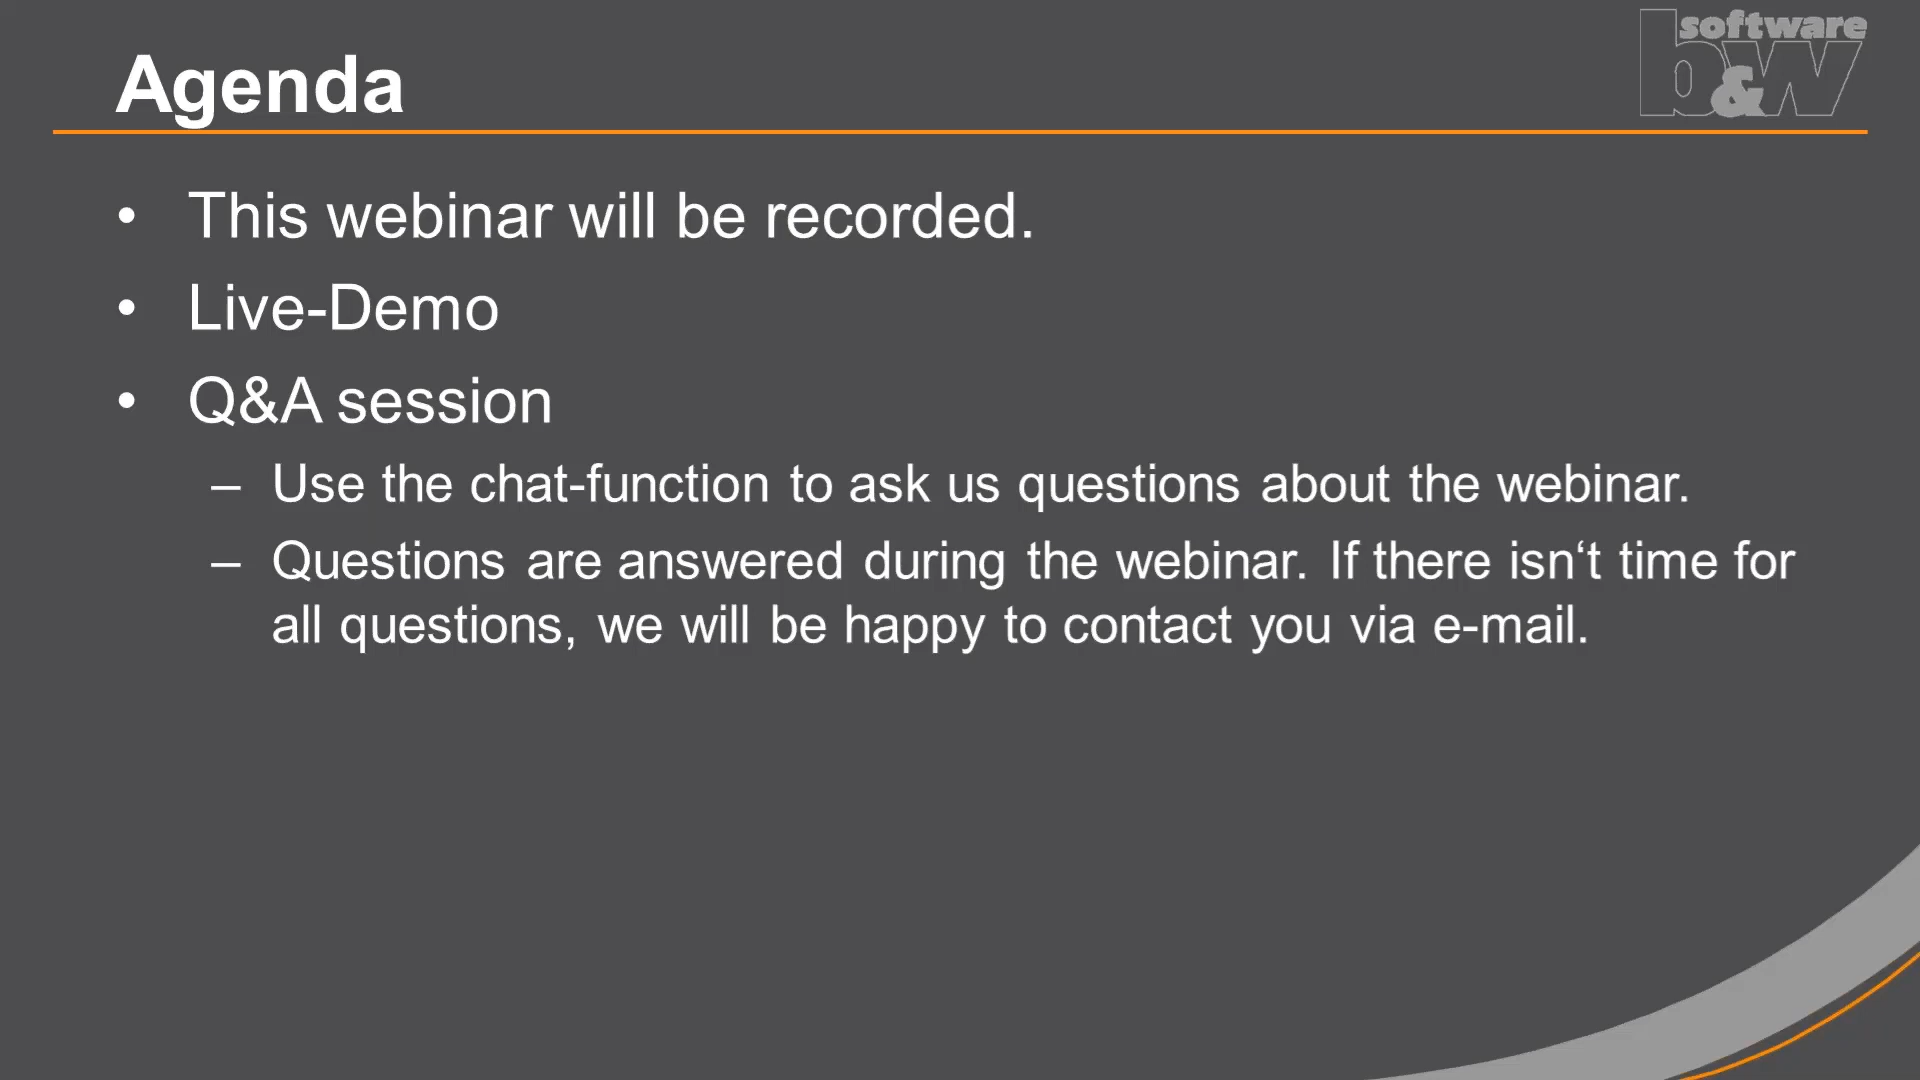 software
b&w
Agenda
• This webinar will be recorded.
• Live-Demo
• Q&A session
– Use the chat-function to ask us questions about the webinar.
– Questions are answered during the webinar. If there isn‘t time for
all questions, we will be happy to contact you via e-mail.